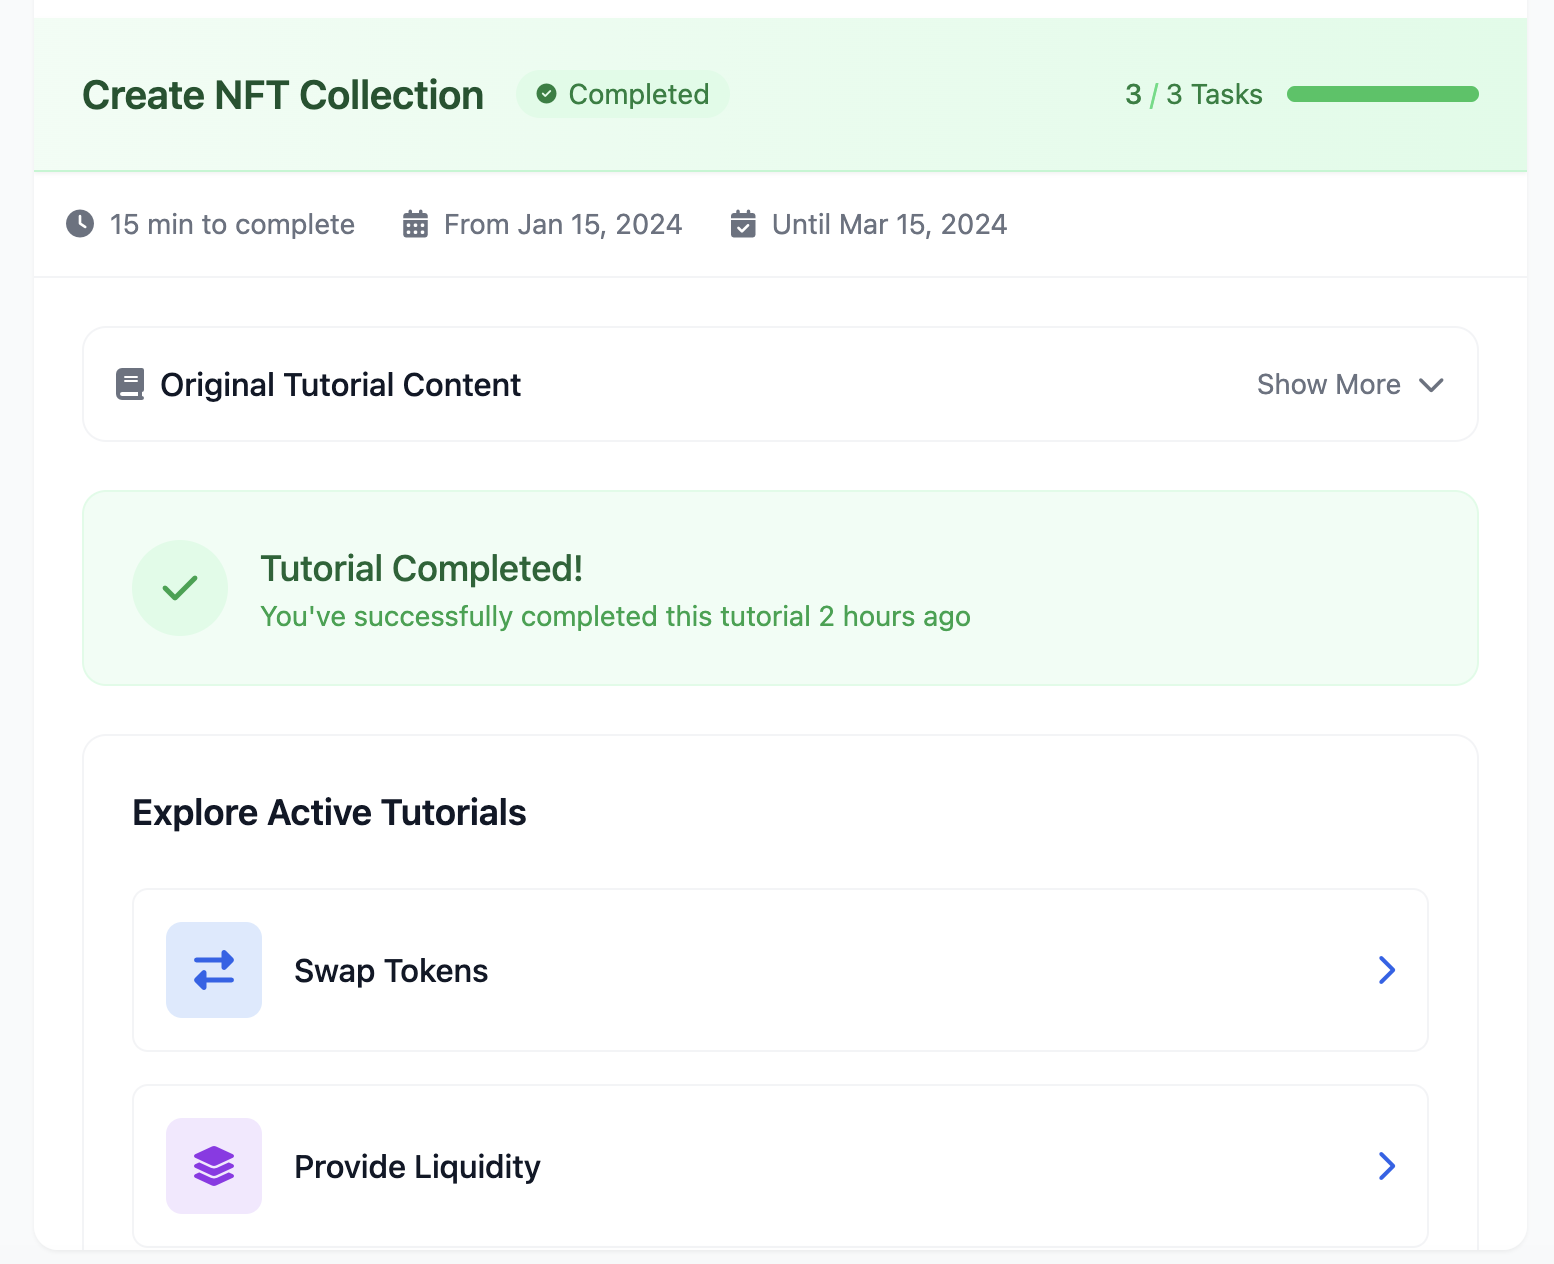 Create NFT Collection
Completed
3 / 3 Tasks
15 min to complete
From Jan 15, 2024
Until Mar 15, 2024
Original Tutorial Content
Show More
Tutorial Completed!
You've successfully completed this tutorial 2 hours ago
Explore Active Tutorials
Swap Tokens
Provide Liquidity